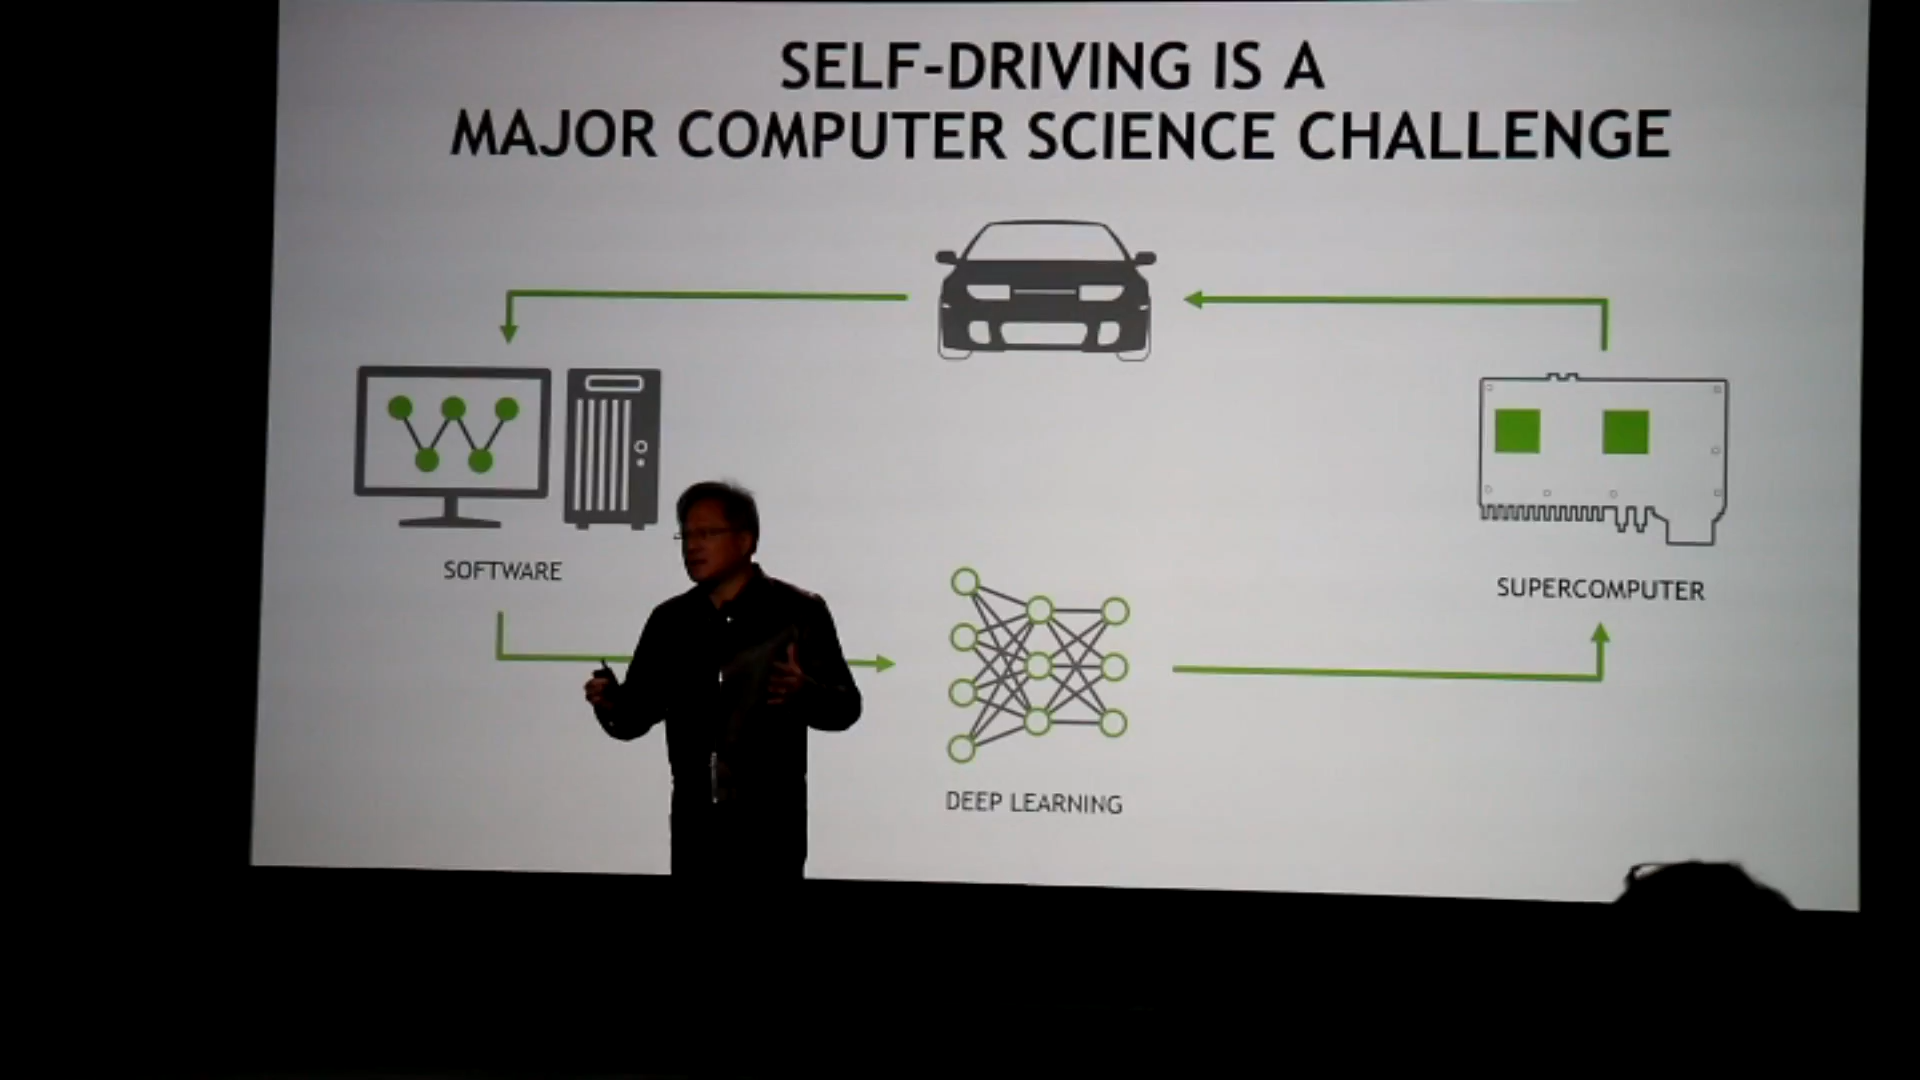 SELF-DRIVING IS A
MAJOR COMPUTER SCIENCE CHALLENGE
SOFTWARE
SUPERCOMPUTER
DEEP LEARNING